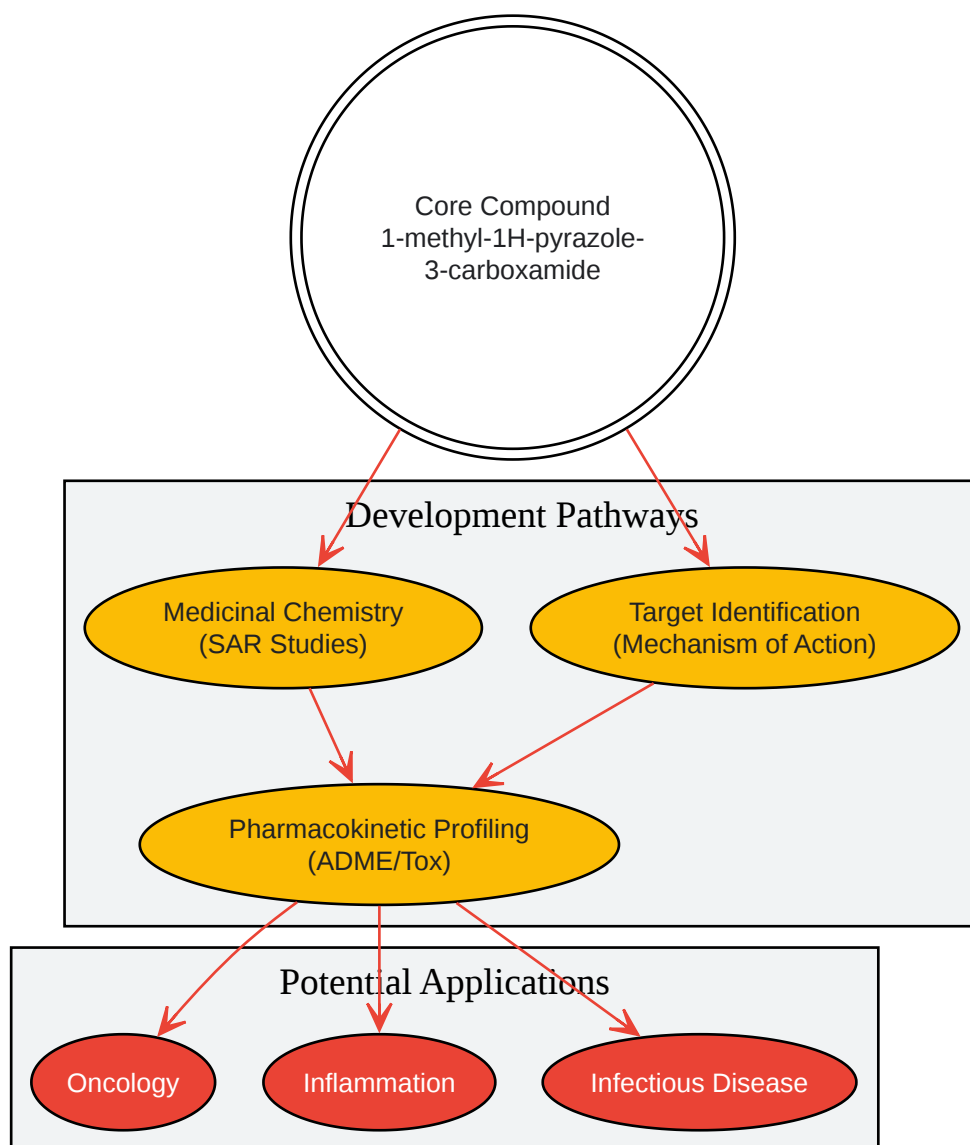 Core Compound
1-methyl-1H-pyrazole-
3-carboxamide
Development Pathways
Medicinal Chemistry
(SAR Studies)
Target Identification
(Mechanism of Action)
Pharmacokinetic Profiling
(ADME/Tox)
Potential Applications
Oncology
Inflammation
Infectious Disease